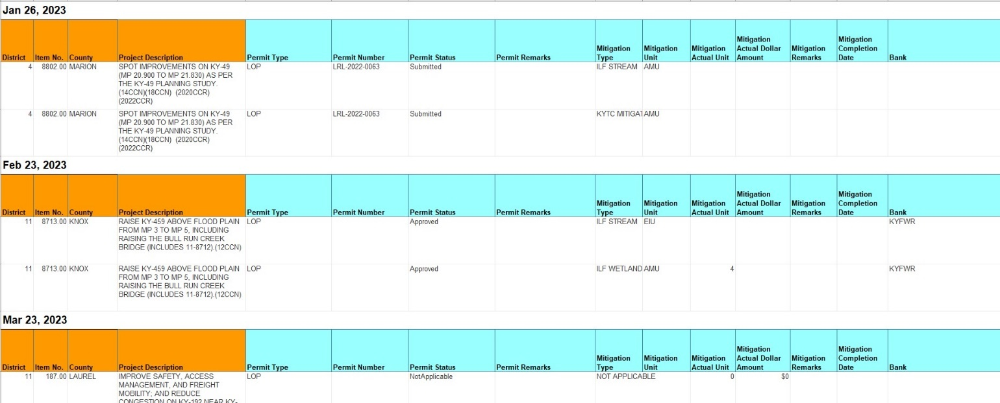 Jan 26, 2023
District Item No. County Project Description Permit Type Permit Number Permit Status Permit Remarks Mitigation Type Mitigation Unit Mitigation Actual Unit Mitigation Actual Dollar Amount Mitigation Remarks Mitigation Completion Date Bank
4 8802.00 MARION SPOT IMPROVEMENTS ON KY-49 LOP LRL-2022-0063 Submitted ILF STREAM AMU
(MP 20.900 TO MP 21.830) AS PER
THE KY-49 PLANNING STUDY.
(14CCN)(18CCN) (2020CCR)
(2022CCR)
4 8802.00 MARION SPOT IMPROVEMENTS ON KY-49 LOP LRL-2022-0063 Submitted KYTC MITIGAT AMU
(MP 20.900 TO MP 21.830) AS PER
THE KY-49 PLANNING STUDY.
(14CCN)(18CCN) (2020CCR)
(2022CCR)
Feb 23, 2023
District Item No. County Project Description Permit Type Permit Number Permit Status Permit Remarks Mitigation Type Mitigation Unit Mitigation Actual Unit Mitigation Actual Dollar Amount Mitigation Remarks Mitigation Completion Date Bank
11 8713.00 KNOX RAISE KY-459 ABOVE FLOOD PLAIN LOP Approved ILF STREAM EIU KYFWR
FROM MP 3 TO MP 5, INCLUDING
RAISING THE BULL RUN CREEK
BRIDGE (INCLUDES 11-8712).(12CCN)
11 8713.00 KNOX RAISE KY-459 ABOVE FLOOD PLAIN LOP Approved ILF WETLAND AMU 4 KYFWR
FROM MP 3 TO MP 5, INCLUDING
RAISING THE BULL RUN CREEK
BRIDGE (INCLUDES 11-8712).(12CCN)
Mar 23, 2023
District Item No. County Project Description Permit Type Permit Number Permit Status Permit Remarks Mitigation Type Mitigation Unit Mitigation Actual Unit Mitigation Actual Dollar Amount Mitigation Remarks Mitigation Completion Date Bank
11 187.00 LAUREL IMPROVE SAFETY, ACCESS LOP NotApplicable NOT APPLICABLE 0 $0
MANAGEMENT, AND FREIGHT
MOBILITY; AND REDUCE
CONGESTION ON KY-192 NEAR KY-